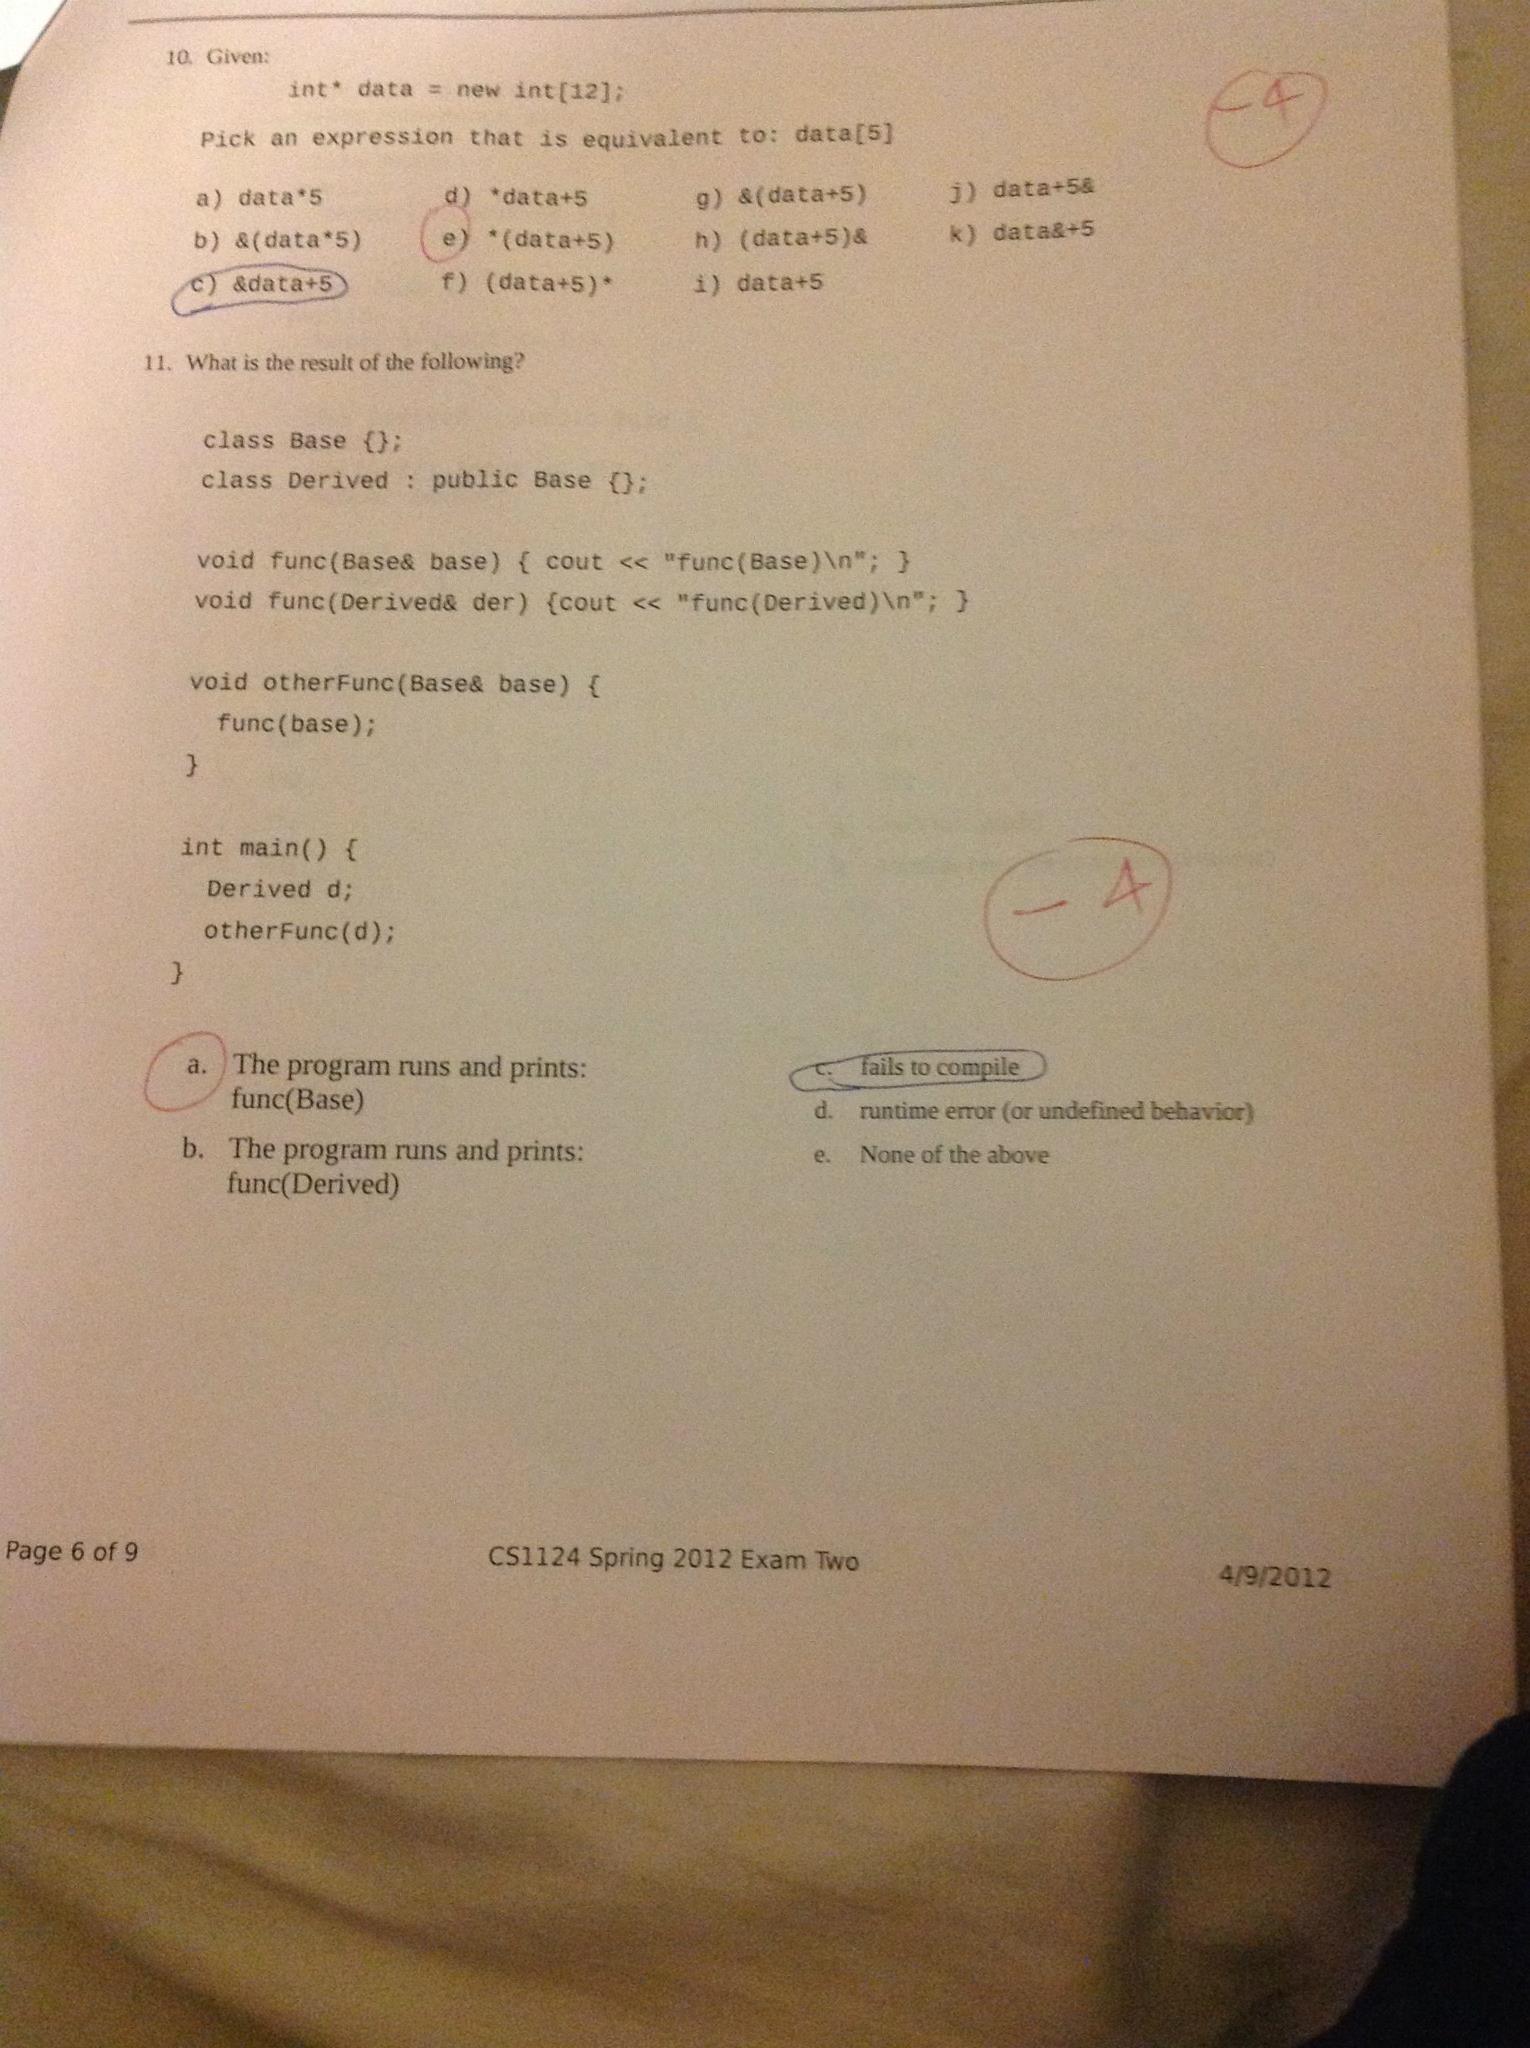 10. Given:
int* data = new int[12];
-4
Pick an expression that is equivalent to: data[5]
a) data*5 d) *data+5 g) &(data+5) j) data+5&
b) &(data*5) e) *(data+5) h) (data+5)& k) data&+5
c) &data+5 f) (data+5)* i) data+5
11. What is the result of the following?
class Base {};
class Derived : public Base {};
void func(Base& base) { cout << "func(Base)\n"; }
void func(Derived& der) {cout << "func(Derived)\n"; }
void otherFunc(Base& base) {
func(base);
}
int main() {
Derived d;
otherFunc(d);
}
- 4
a. The program runs and prints:
func(Base)
b. The program runs and prints:
func(Derived)
c. fails to compile
d. runtime error (or undefined behavior)
e. None of the above
Page 6 of 9 CS1124 Spring 2012 Exam Two 4/9/2012